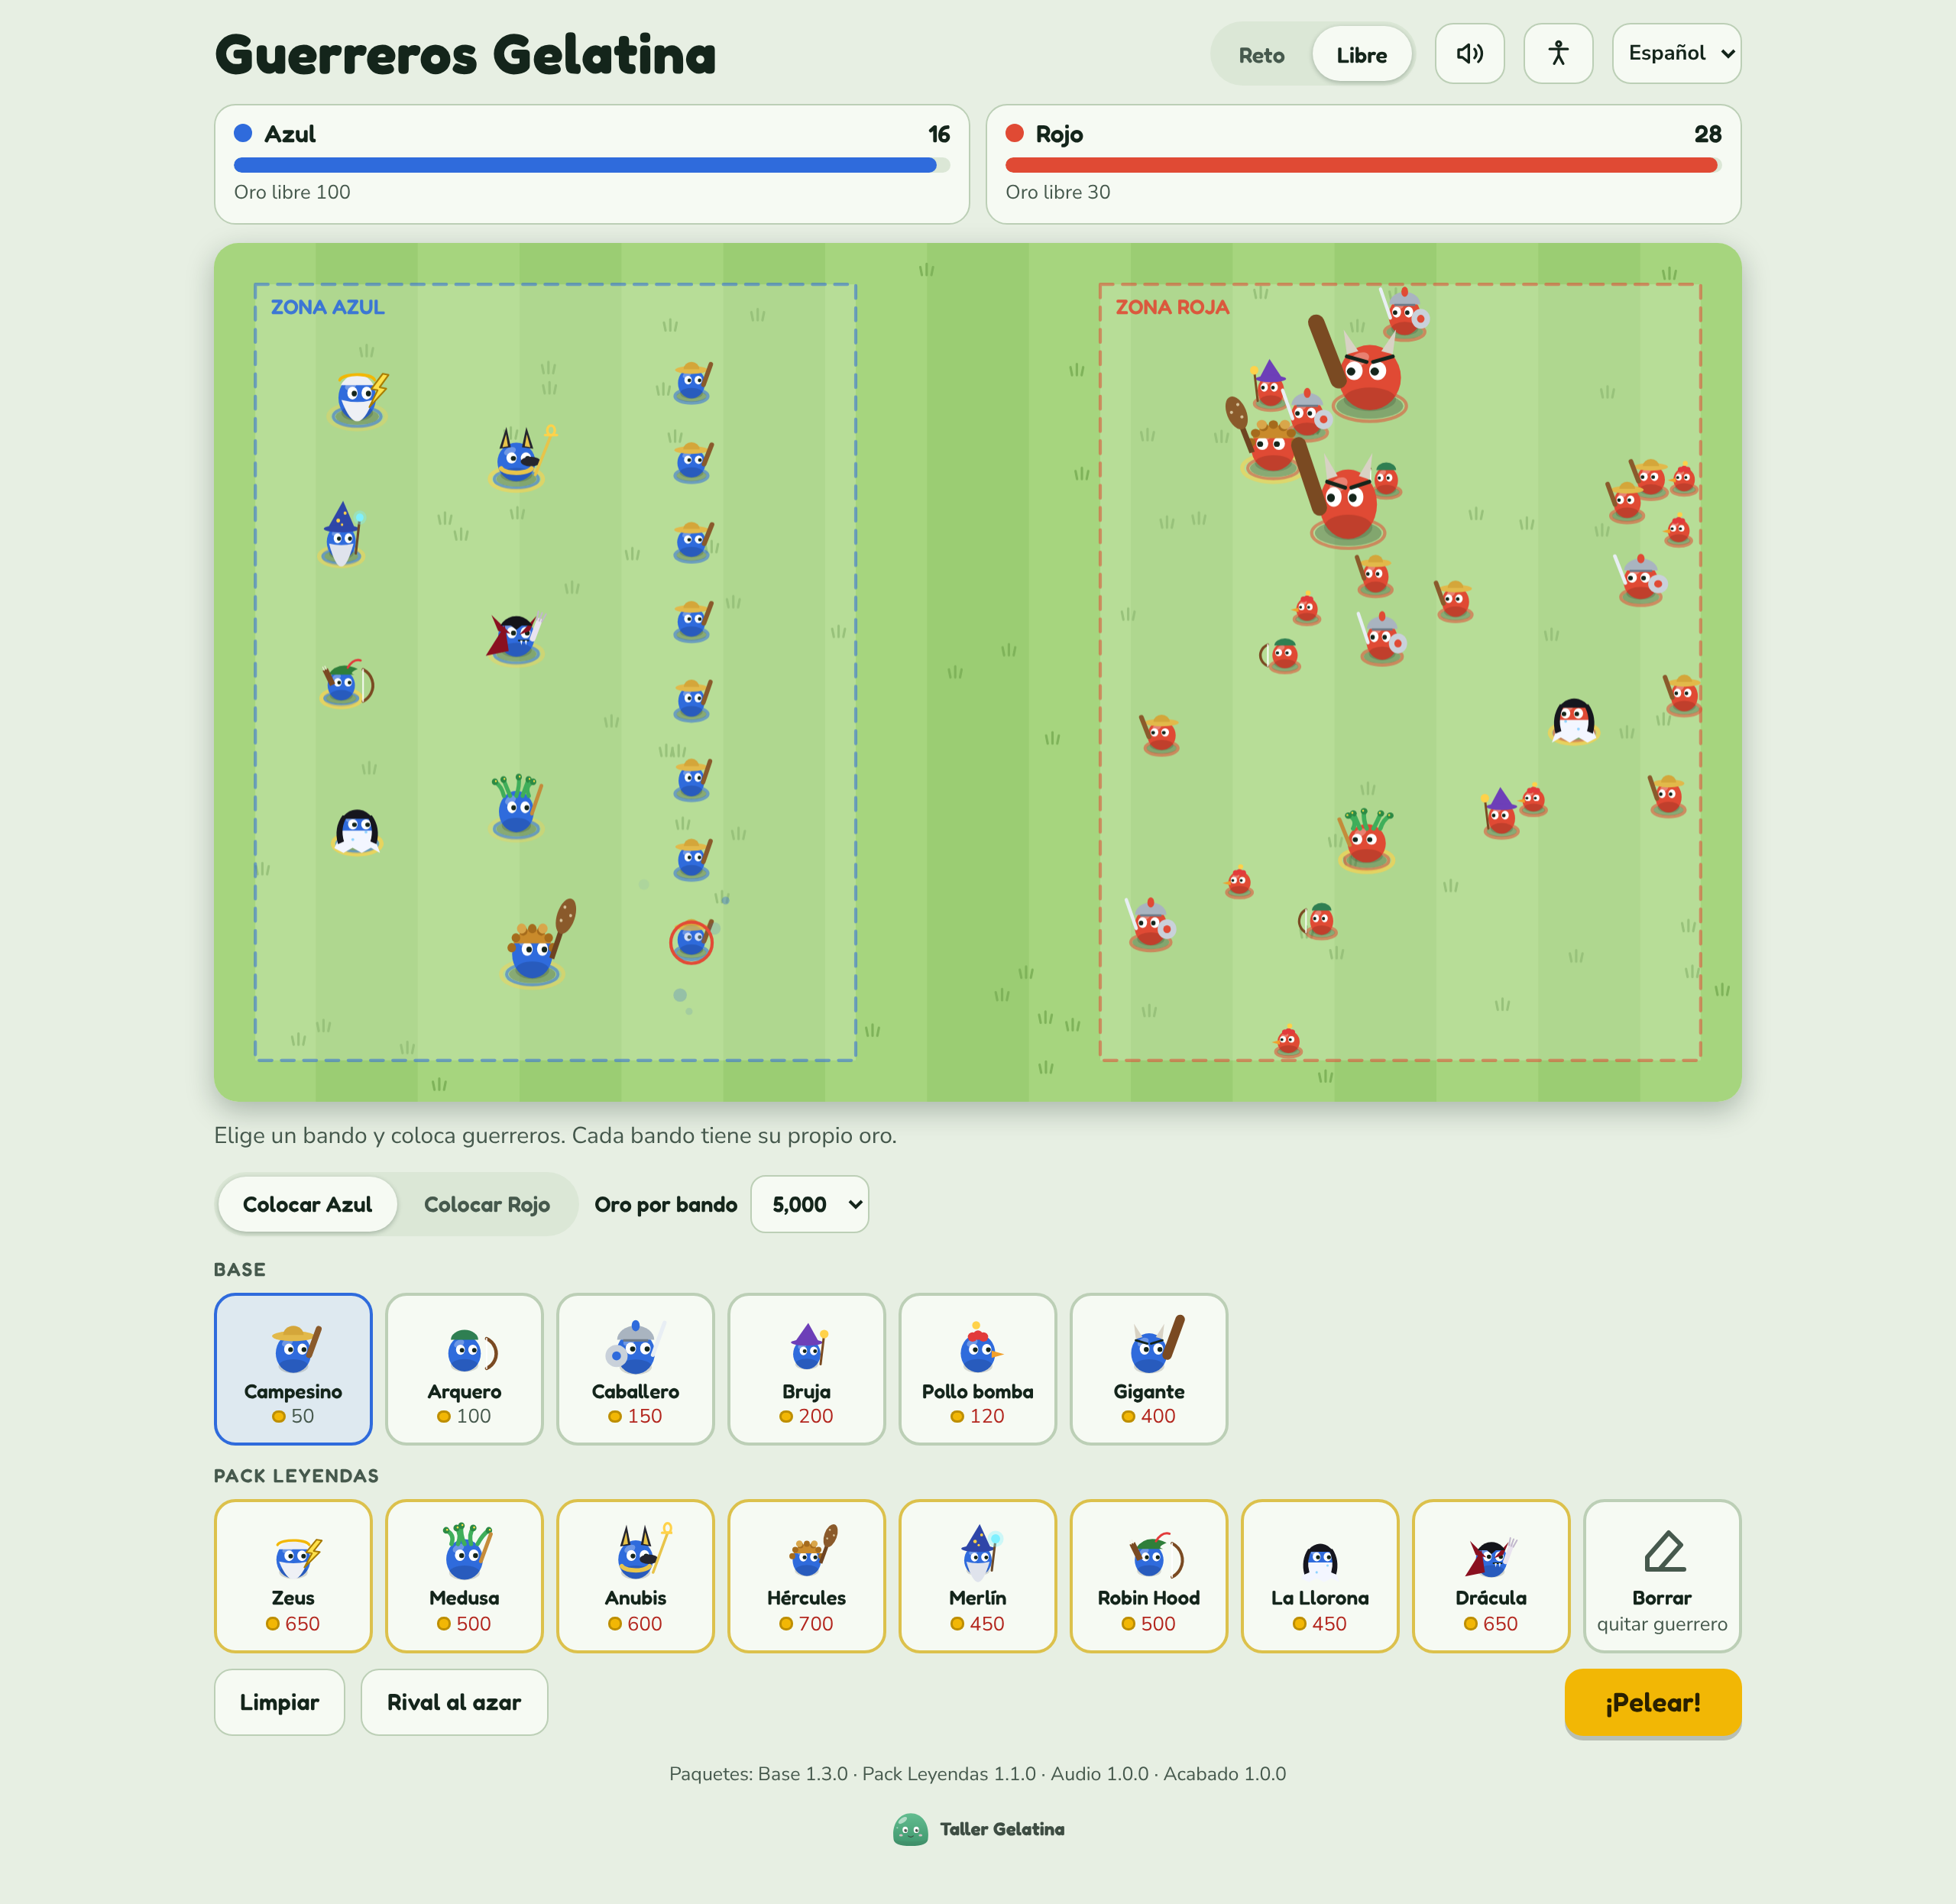 Guerreros Gelatina
Reto Libre Español
Azul 16
Oro libre 100
Rojo 28
Oro libre 30
ZONA AZUL
ZONA ROJA
Elige un bando y coloca guerreros. Cada bando tiene su propio oro.
Colocar Azul Colocar Rojo Oro por bando 5,000
BASE
Campesino
50
Arquero
100
Caballero
150
Bruja
200
Pollo bomba
120
Gigante
400
PACK LEYENDAS
Zeus
650
Medusa
500
Anubis
600
Hércules
700
Merlín
450
Robin Hood
500
La Llorona
450
Drácula
650
Borrar
quitar guerrero
Limpiar Rival al azar ¡Pelear!
Paquetes: Base 1.3.0 · Pack Leyendas 1.1.0 · Audio 1.0.0 · Acabado 1.0.0
Taller Gelatina